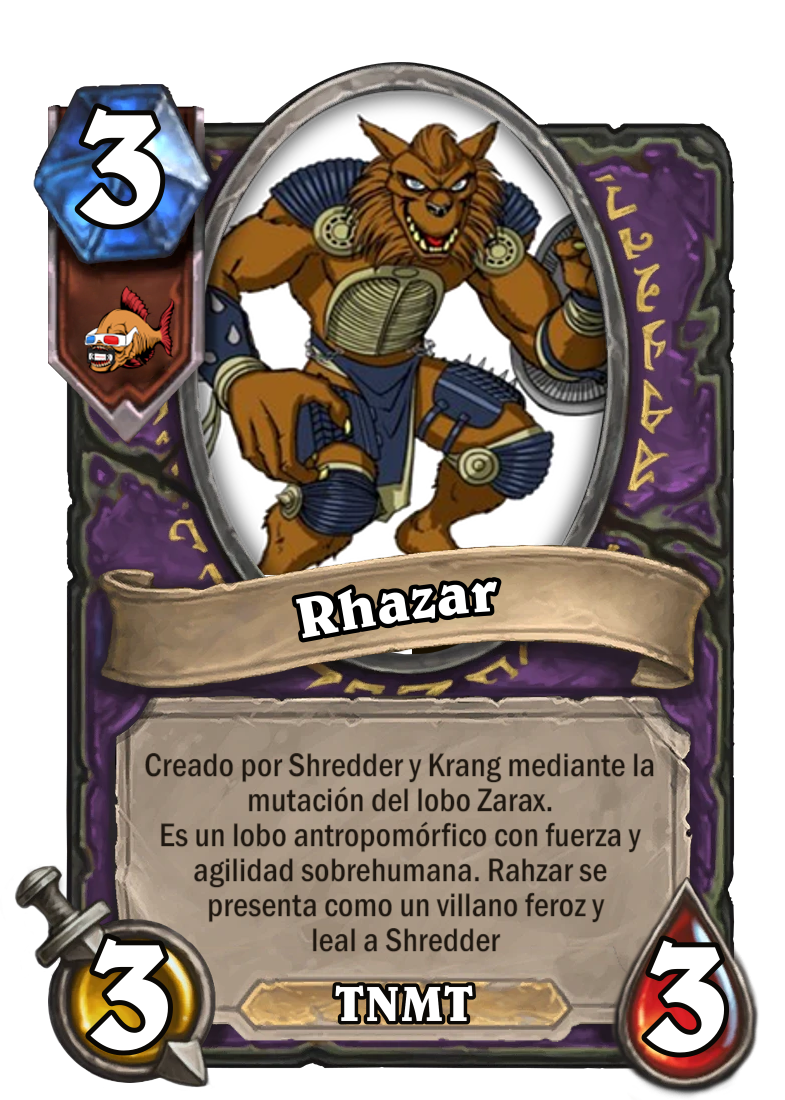 3
Rhazar
Creado por Shredder y Krang mediante la
mutación del lobo Zarax.
Es un lobo antropomórfico con fuerza y
agilidad sobrehumana. Rahzar se
presenta como un villano feroz y
leal a Shredder
3
TNMT
3